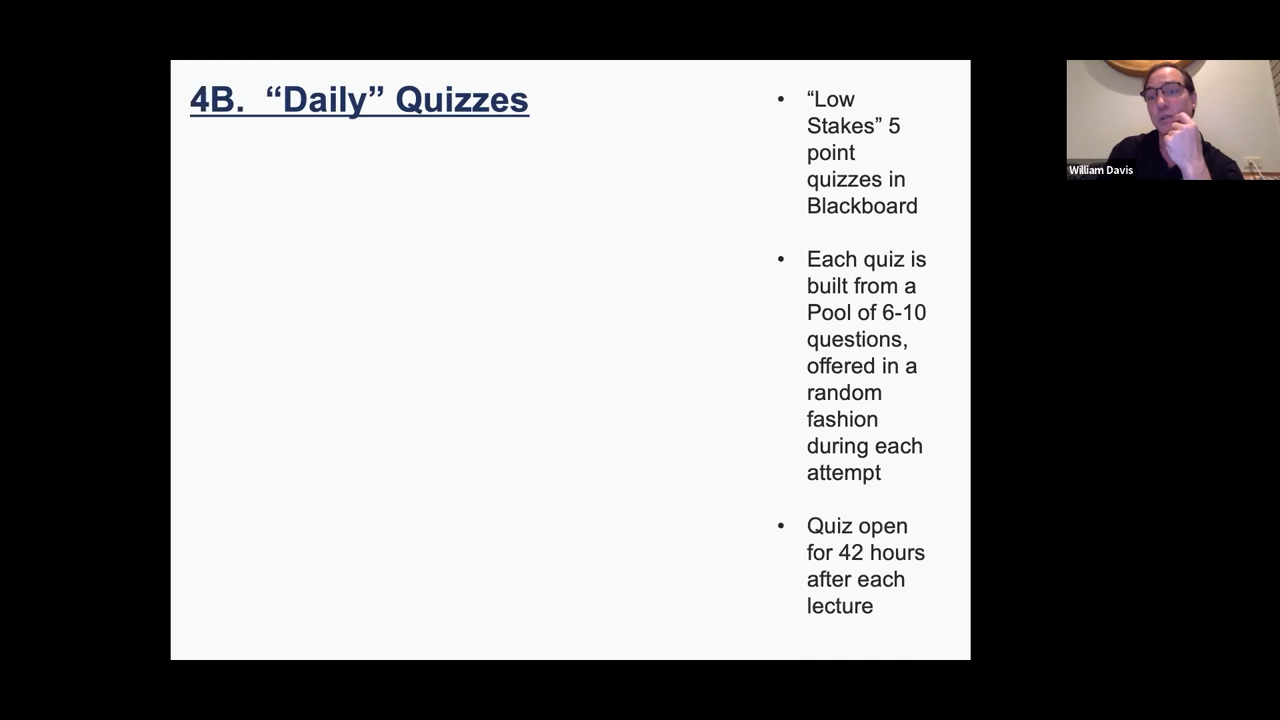 4B.  “Daily” Quizzes
• “Low
Stakes” 5
point
quizzes in
Blackboard
• Each quiz is
built from a
Pool of 6-10
questions,
offered in a
random
fashion
during each
attempt
• Quiz open
for 42 hours
after each
lecture
William Davis